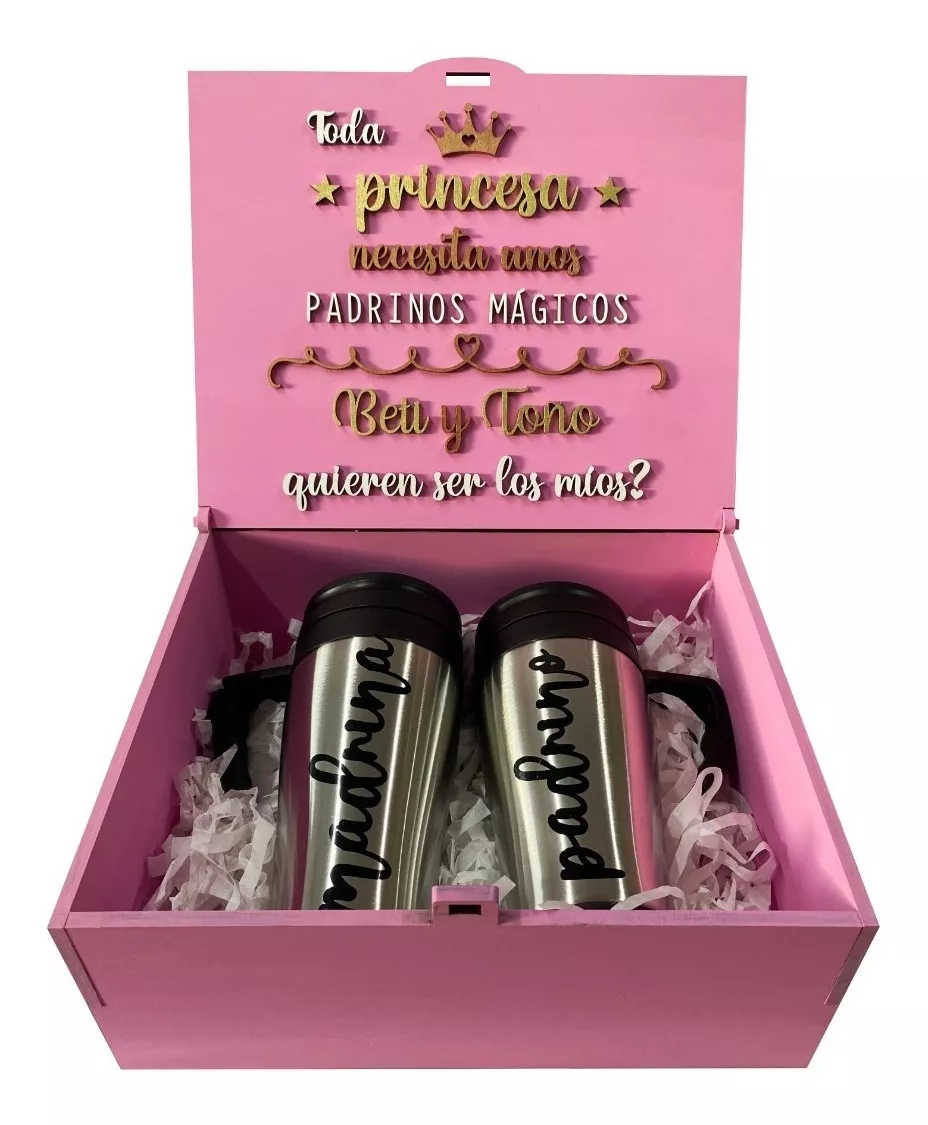 Toda
princesa
necesita unos
PADRINOS MÁGICOS
Beti y Toño
quieren ser los míos?
madrina
padrino